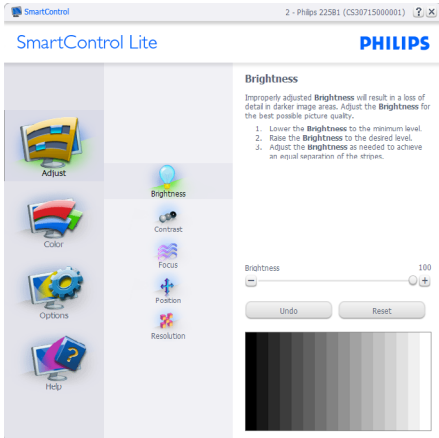 SmartControl
2 - Philips 225B1 (CS30715000001)
SmartControl Lite
PHILIPS
Adjust
Color
Options
Help
Brightness
Contrast
Focus
Position
Resolution
Brightness
Improperly adjusted Brightness will result in a loss of
detail in darker image areas. Adjust the Brightness for
the best possible picture quality.
1. Lower the Brightness to the minimum level.
2. Raise the Brightness to the desired level.
3. Adjust the Brightness as needed to achieve
an equal separation of the stripes.
Brightness 100
Undo
Reset